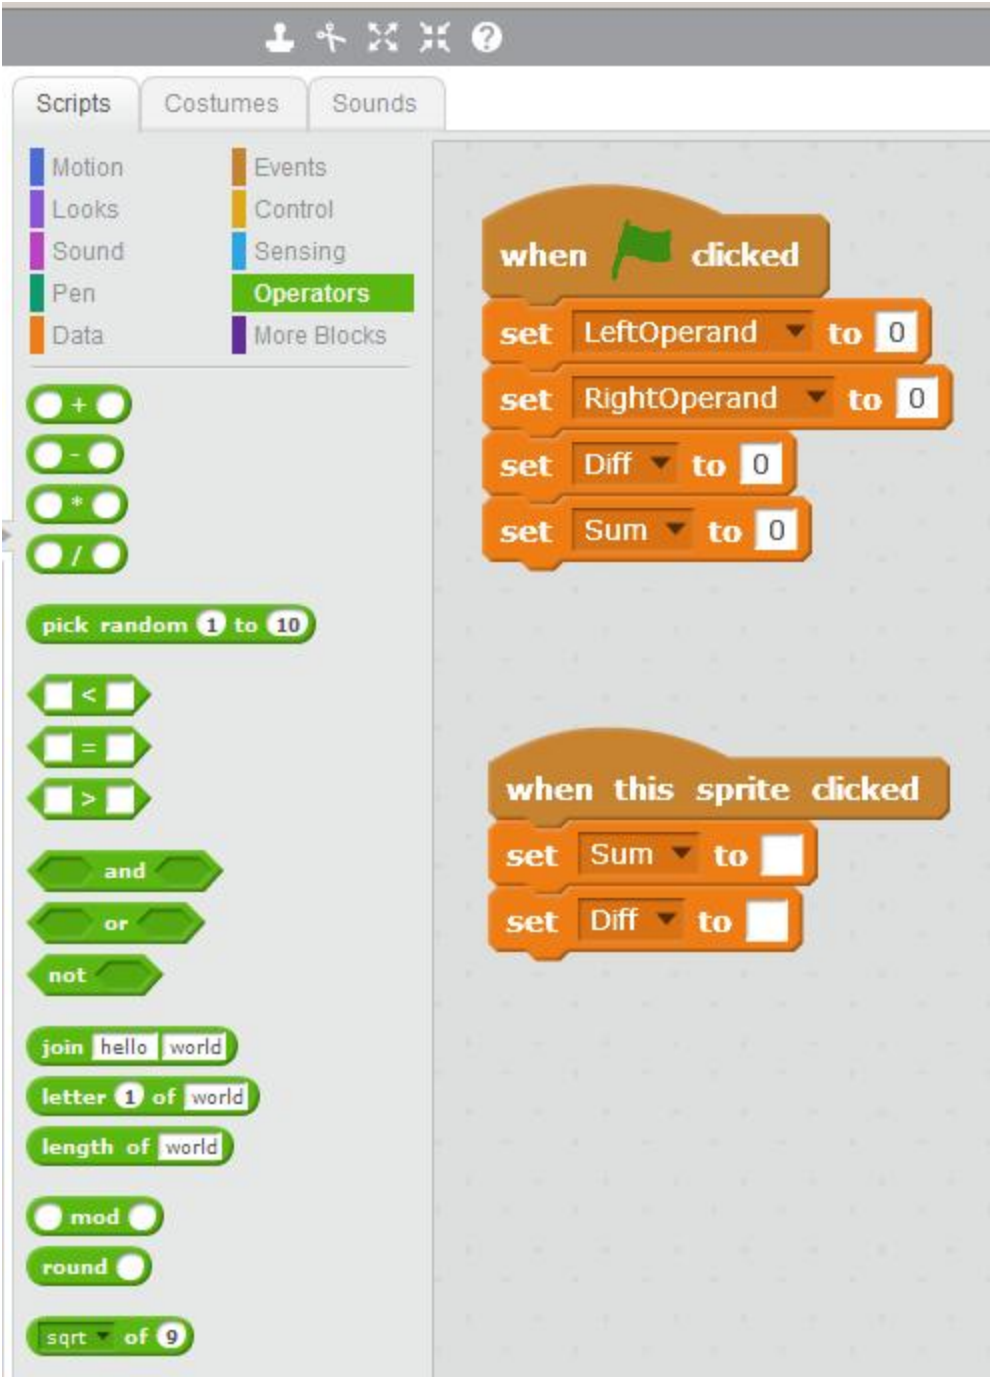 Scripts Costumes Sounds
Motion Events
Looks Control
Sound Sensing
Pen Operators
Data More Blocks
+
-
*
/
pick random 1 to 10
<
=
>
and
or
not
join hello world
letter 1 of world
length of world
mod
round
sqrt of 9
when clicked
set LeftOperand to 0
set RightOperand to 0
set Diff to 0
set Sum to 0
when this sprite clicked
set Sum to
set Diff to